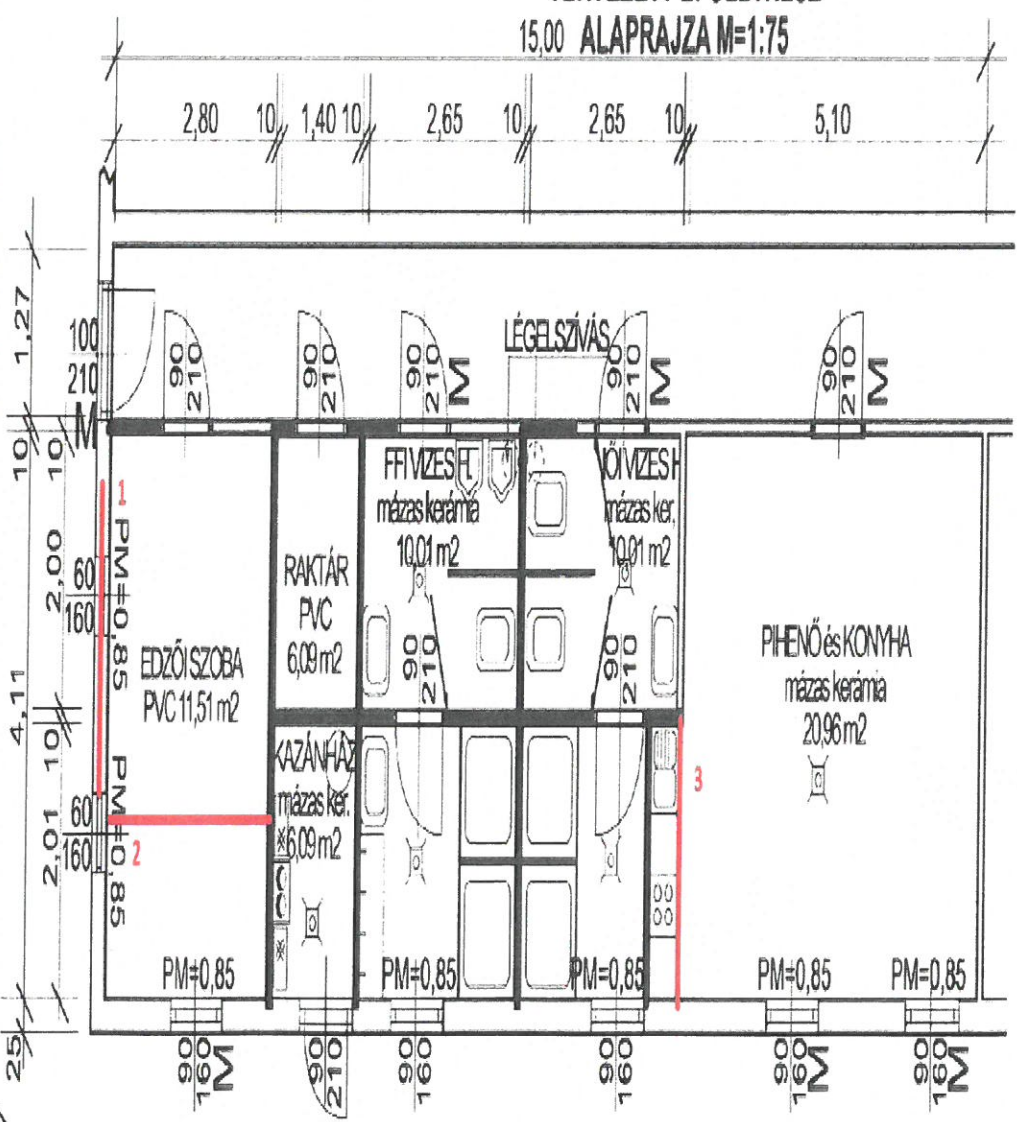 15,00 ALAPRAJZA M=1:75
2,80 10 1,40 10 2,65 10 2,65 10 5,10
1,27
100
210
M
90
210
90
210
90
210
M
LÉGELSZÍVÁS
90
210
M
90
210
M
10
10
4,11
2,00
10
2,01
25
1
PM=0,85
60
160
EDZŐI SZOBA
PVC 11,51 m2
PM=0,85
60
160
2
RAKTÁR
PVC
6,09 m2
FFI VIZES H.
mázas kerámia
10,01 m2
90
210
NŐI VIZES H
mázas ker.
10,01 m2
90
210
PIHENŐ és KONYHA
mázas kerámia
20,96 m2
3
KAZÁNHÁZ
mázas ker.
6,09 m2
PM=0,85
PM=0,85
PM=0,85
PM=0,85
PM=0,85
90
160
M
90
210
90
160
90
160
90
160
M
90
160
M